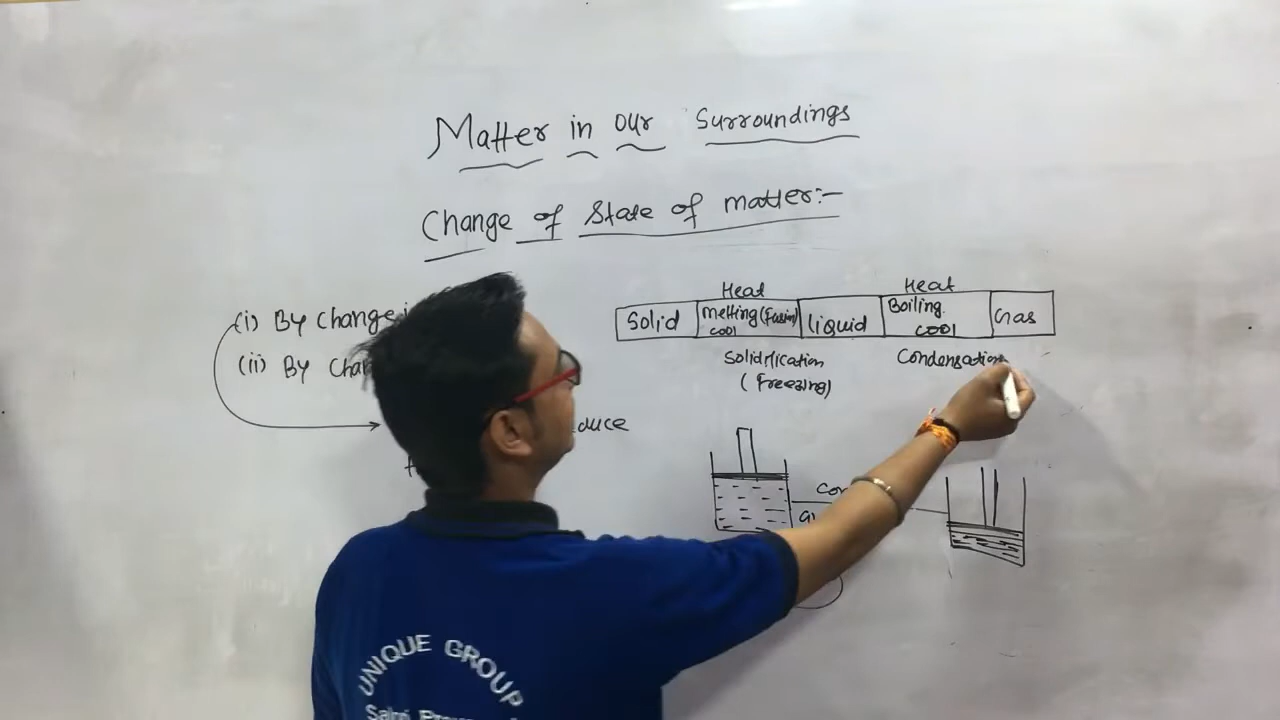 Matter in our Surroundings
Change of State of matter:-
(i) By Change
(ii) By
duce
Heat Heat
Solid melting (Fusion) liquid Boiling Gas
cool cool
Solidification Condensation
(Freezing)
UNIQUE GROUP